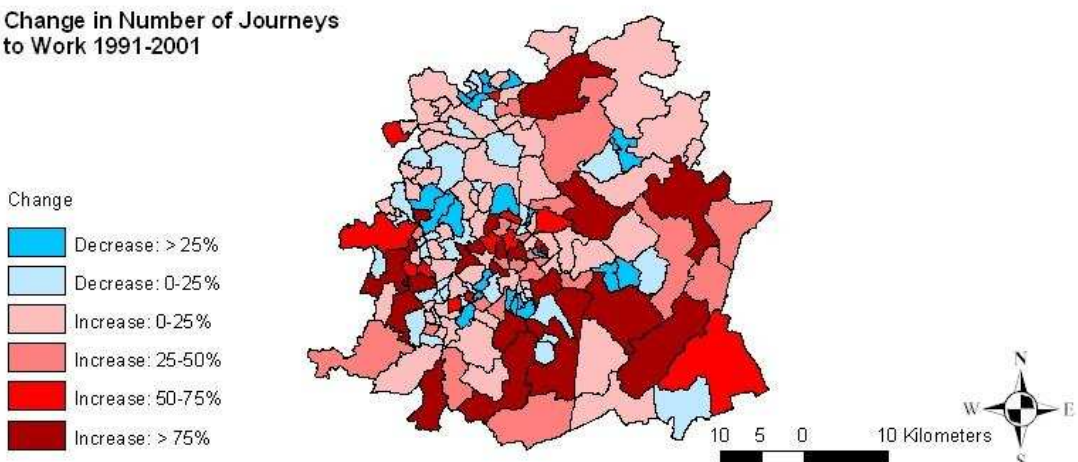 Change in Number of Journeys
to Work 1991-2001
Change
Decrease: > 25%
Decrease: 0-25%
Increase: 0-25%
Increase: 25-50%
Increase: 50-75%
Increase: > 75%
N
W E
S
10 5 0 10 Kilometers